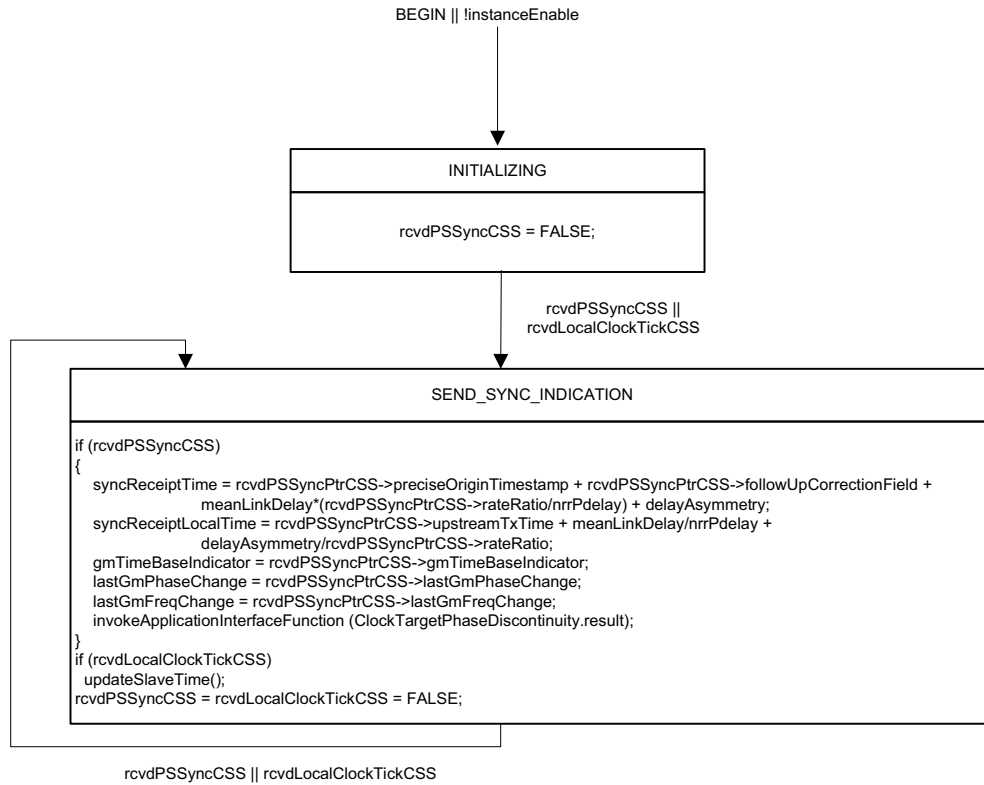 BEGIN || !instanceEnable
INITIALIZING
rcvdPSSyncCSS = FALSE;
rcvdPSSyncCSS ||
rcvdLocalClockTickCSS
SEND_SYNC_INDICATION
if (rcvdPSSyncCSS)
{
syncReceiptTime = rcvdPSSyncPtrCSS->preciseOriginTimestamp + rcvdPSSyncPtrCSS->followUpCorrectionField +
meanLinkDelay*(rcvdPSSyncPtrCSS->rateRatio/nrrPdelay) + delayAsymmetry;
syncReceiptLocalTime = rcvdPSSyncPtrCSS->upstreamTxTime + meanLinkDelay/nrrPdelay +
delayAsymmetry/rcvdPSSyncPtrCSS->rateRatio;
gmTimeBaseIndicator = rcvdPSSyncPtrCSS->gmTimeBaseIndicator;
lastGmPhaseChange = rcvdPSSyncPtrCSS->lastGmPhaseChange;
lastGmFreqChange = rcvdPSSyncPtrCSS->lastGmFreqChange;
invokeApplicationInterfaceFunction (ClockTargetPhaseDiscontinuity.result);
}
if (rcvdLocalClockTickCSS)
updateSlaveTime();
rcvdPSSyncCSS = rcvdLocalClockTickCSS = FALSE;
rcvdPSSyncCSS || rcvdLocalClockTickCSS